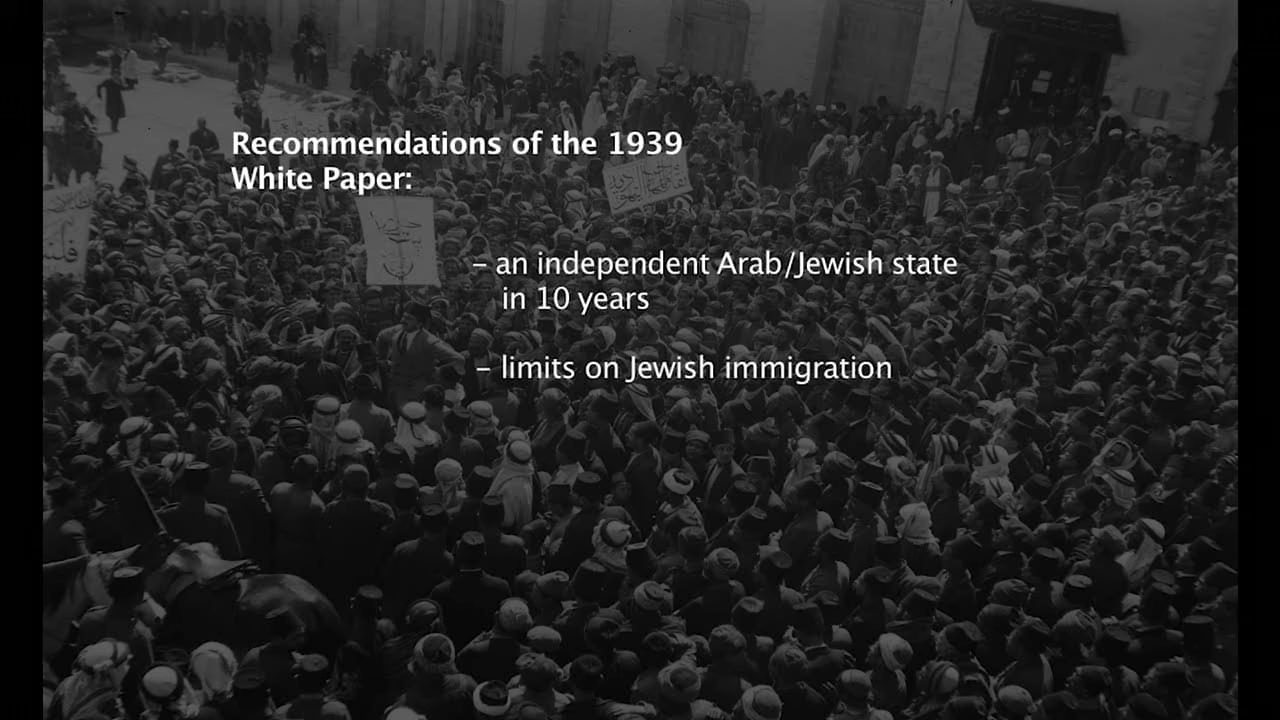 Recommendations of the 1939
White Paper:
– an independent Arab/Jewish state
in 10 years
– limits on Jewish immigration